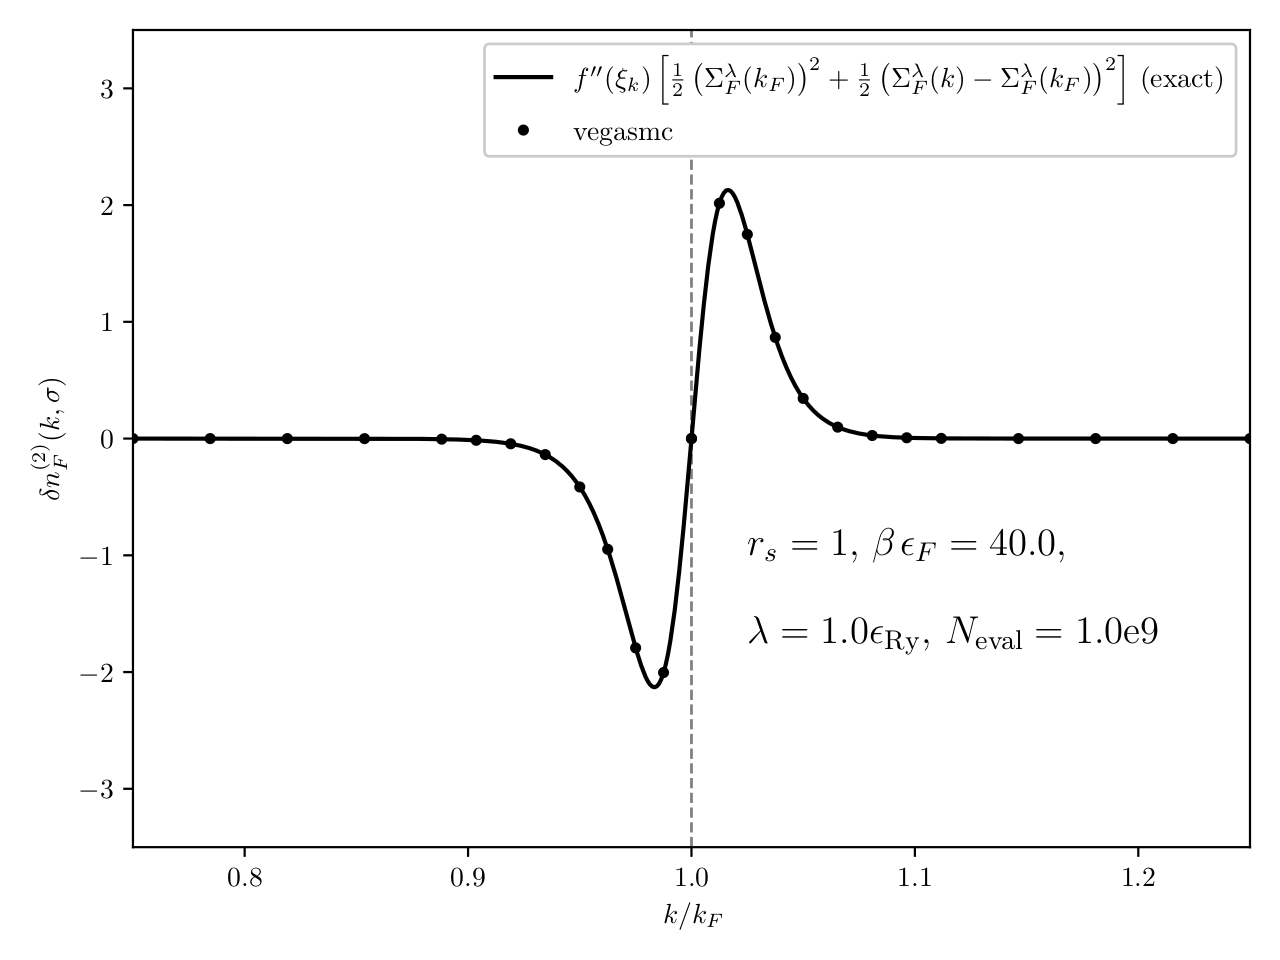 f′′(ξ_k) [½ (Σ_F^λ(k_F))² + ½ (Σ_F^λ(k) − Σ_F^λ(k_F))²] (exact)
vegasmc
3
2
1
0
−1
−2
−3
δn_F^(2)(k, σ)
r_s = 1, β ϵ_F = 40.0,
λ = 1.0ϵ_Ry, N_eval = 1.0e9
0.8 0.9 1.0 1.1 1.2
k/k_F